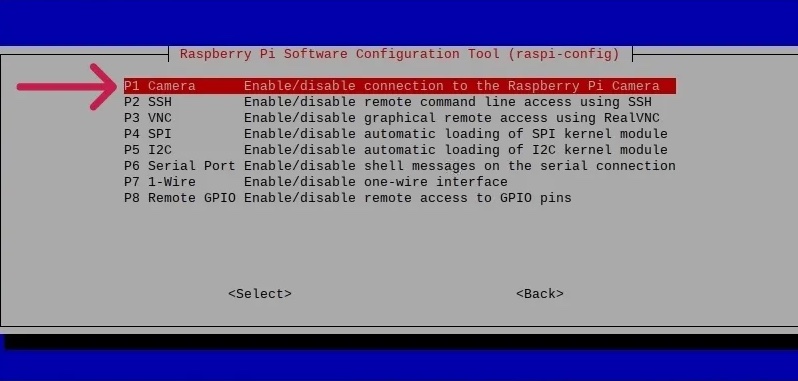 Raspberry Pi Software Configuration Tool (raspi-config)
P1 Camera Enable/disable connection to the Raspberry Pi Camera
P2 SSH Enable/disable remote command line access using SSH
P3 VNC Enable/disable graphical remote access using RealVNC
P4 SPI Enable/disable automatic loading of SPI kernel module
P5 I2C Enable/disable automatic loading of I2C kernel module
P6 Serial Port Enable/disable shell messages on the serial connection
P7 1-Wire Enable/disable one-wire interface
P8 Remote GPIO Enable/disable remote access to GPIO pins
<Select> <Back>